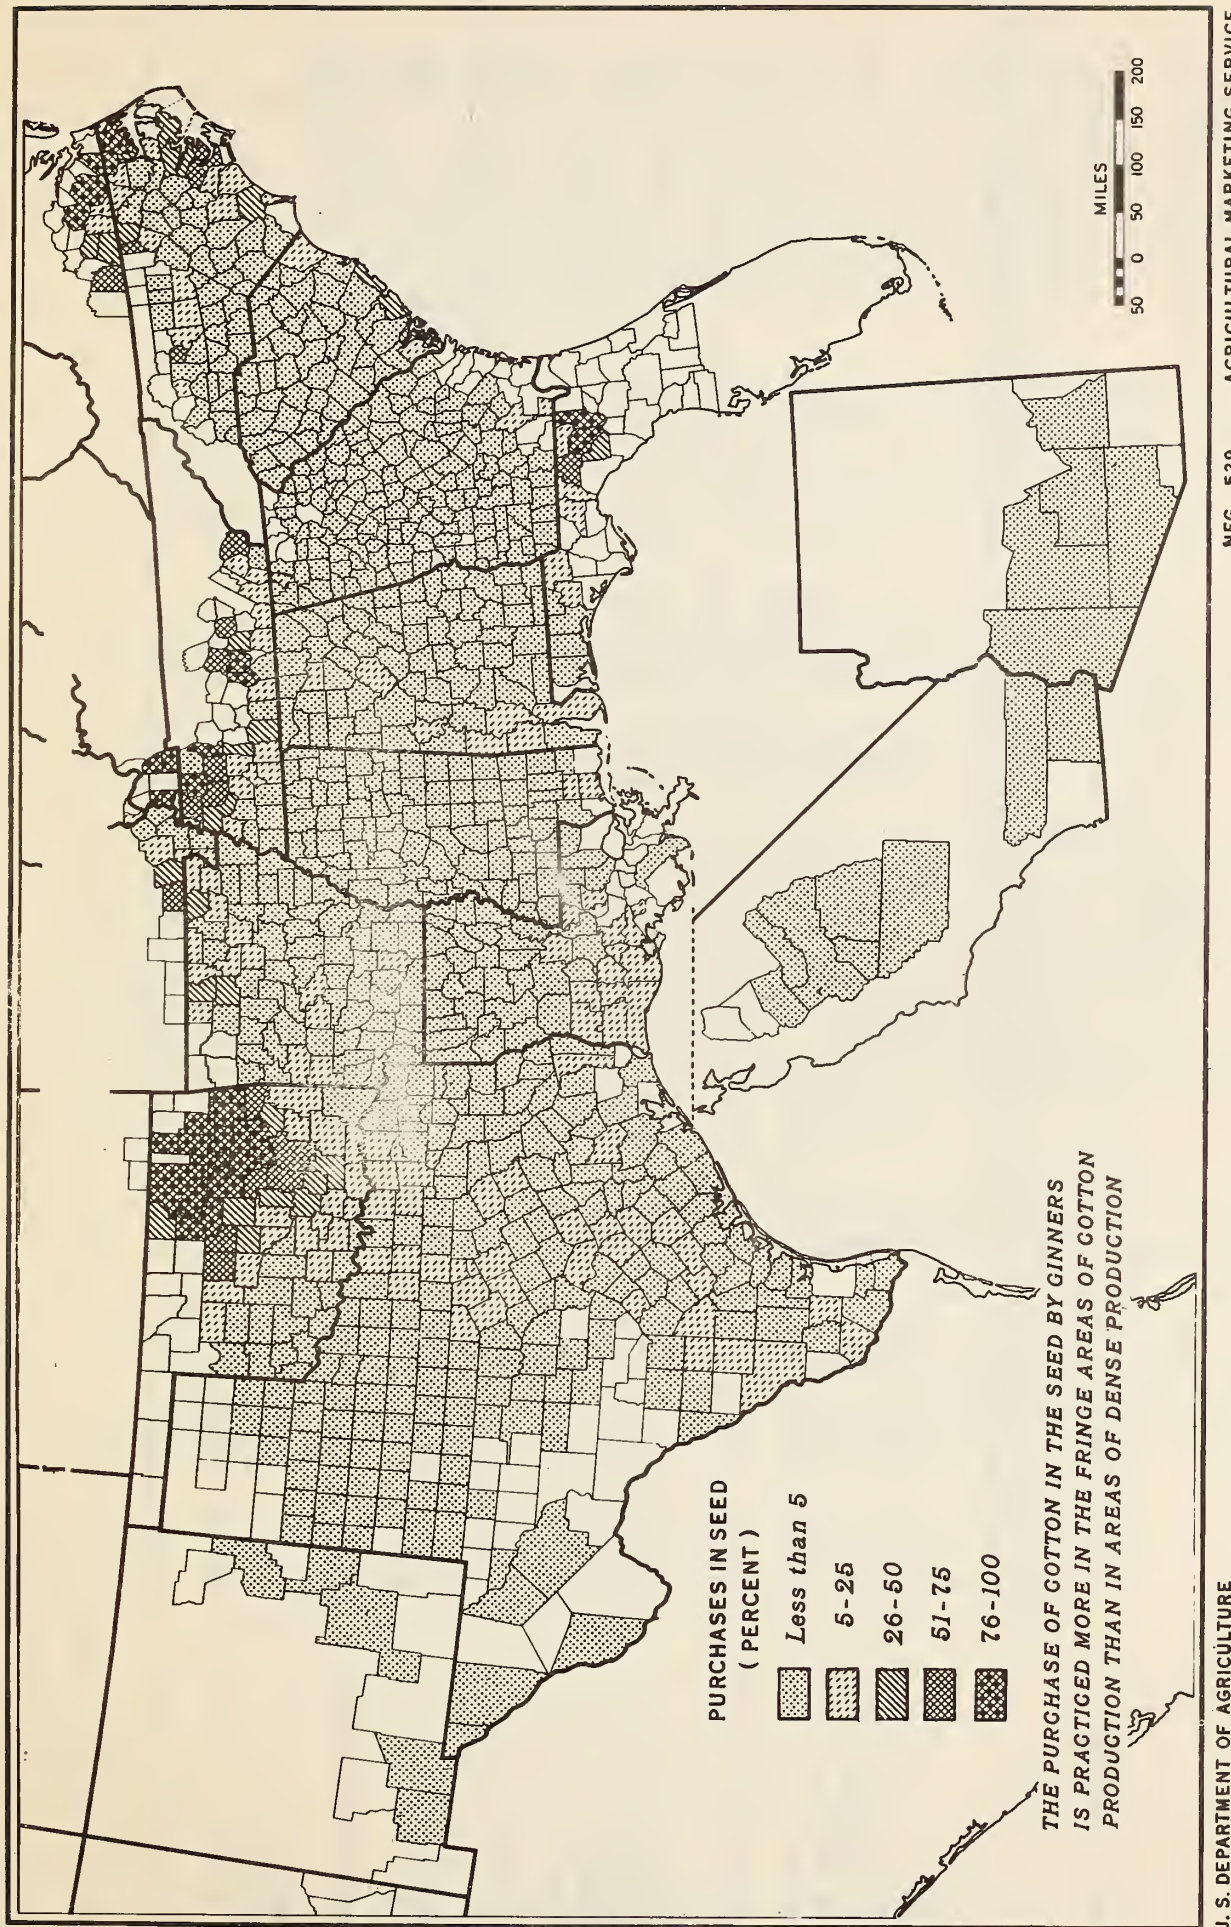 PURCHASES IN SEED
(PERCENT)
Less than 5
5-25
26-50
51-75
76-100
THE PURCHASE OF COTTON IN THE SEED BY GINNERS
IS PRACTICED MORE IN THE FRINGE AREAS OF COTTON
PRODUCTION THAN IN AREAS OF DENSE PRODUCTION
MILES
50 0 50 100 150 200
U. S. DEPARTMENT OF AGRICULTURE
NEG. 529 AGRICULTURAL MARKETING SERVICE